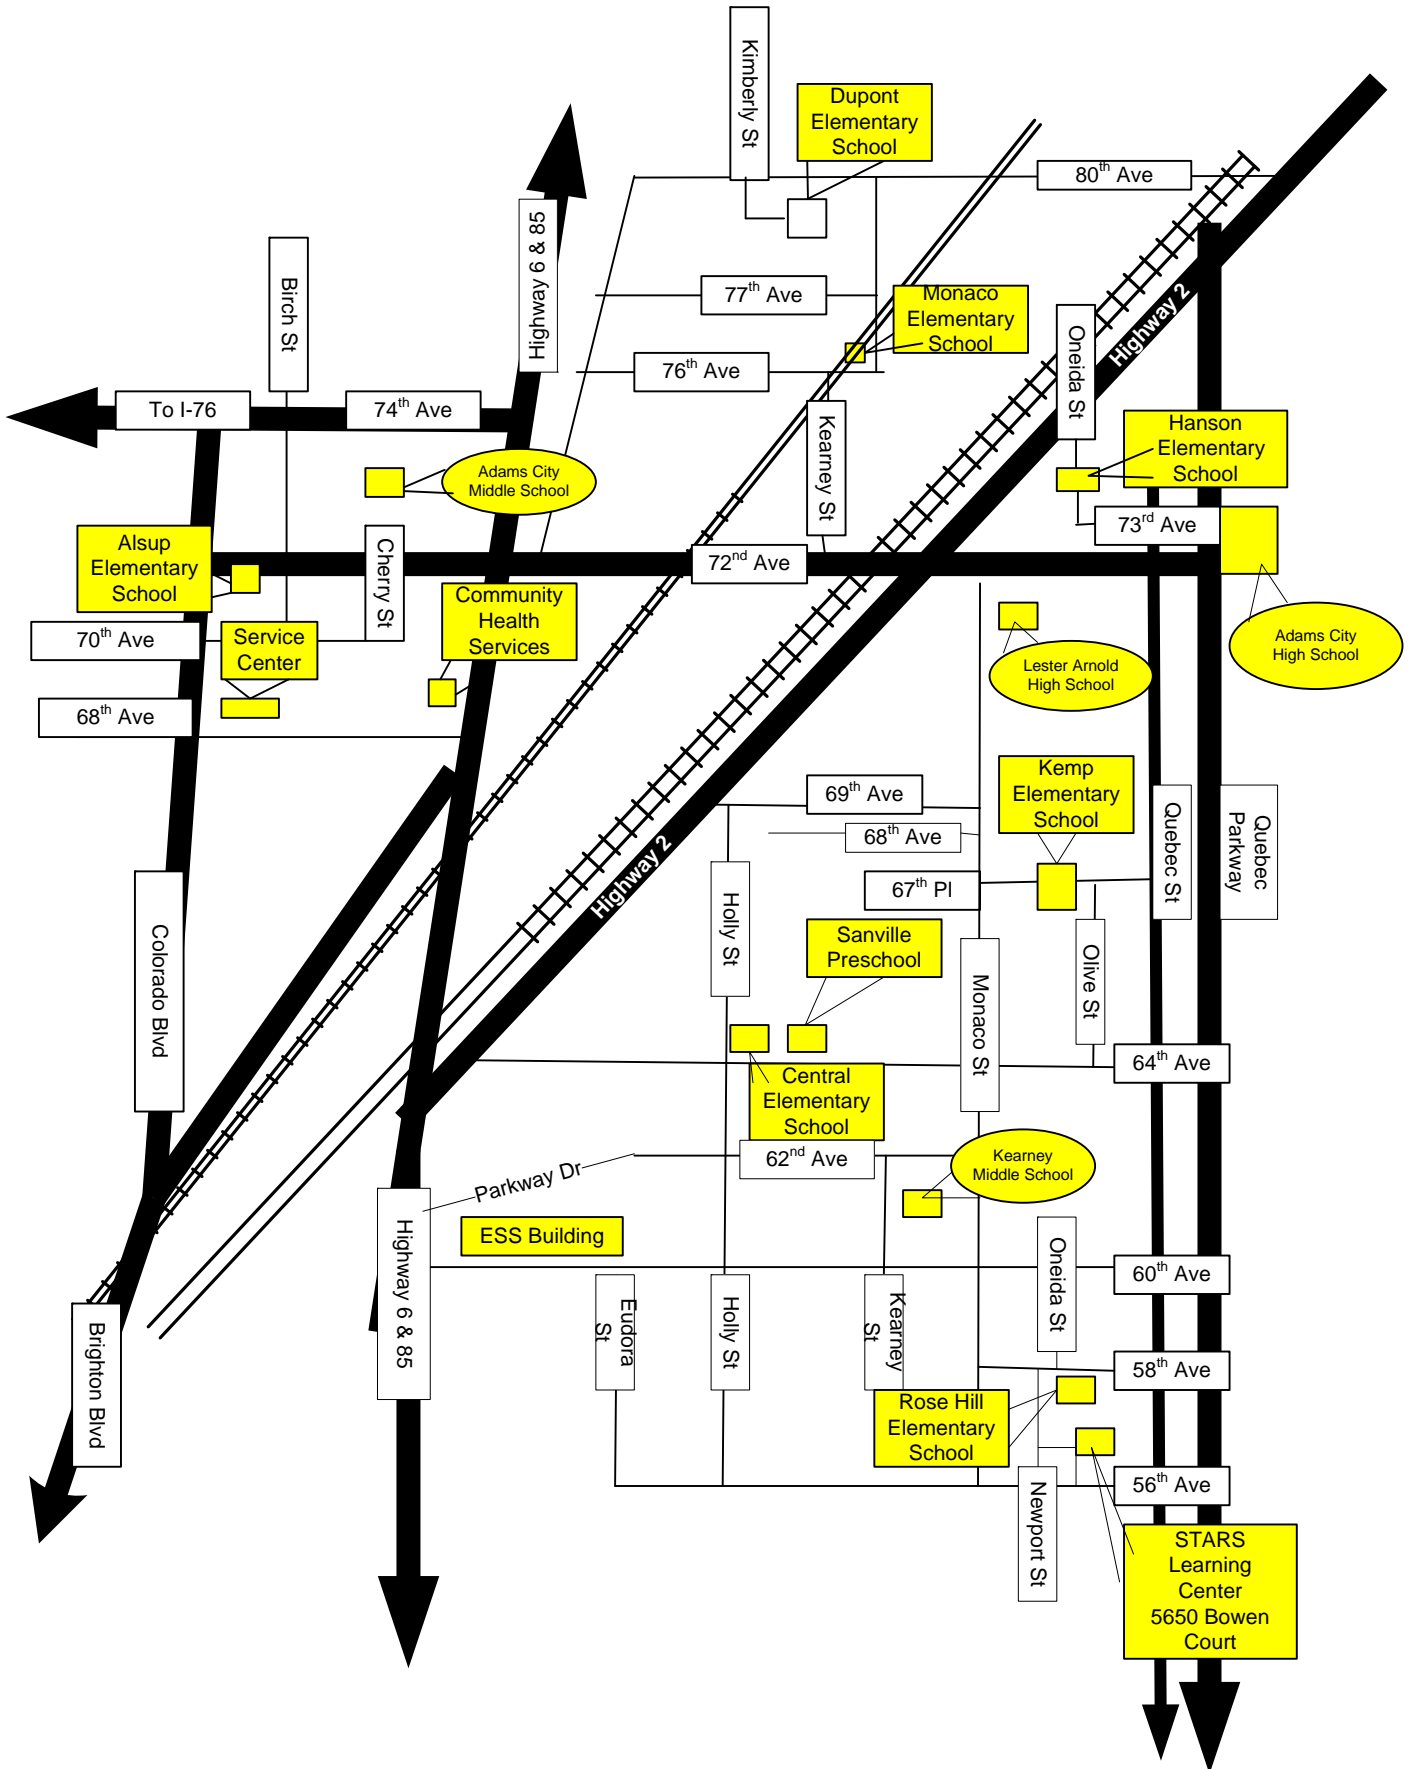 Kimberly St
Dupont
Elementary
School
80th Ave
Highway 6 & 85
Birch St
77th Ave
Monaco
Elementary
School
Highway 2
Oneida St
76th Ave
To I-76
74th Ave
Kearney St
Hanson
Elementary
School
Adams City
Middle School
73rd Ave
Alsup
Elementary
School
Cherry St
72nd Ave
Community
Health
Services
70th Ave
Service
Center
Lester Arnold
High School
Adams City
High School
68th Ave
69th Ave
68th Ave
Kemp
Elementary
School
67th Pl
Quebec St
Quebec
Parkway
Highway 2
Holly St
Sanville
Preschool
Colorado Blvd
Monaco St
Olive St
64th Ave
Central
Elementary
School
62nd Ave
Kearney
Middle School
Parkway Dr
ESS Building
Highway 6 & 85
Oneida St
60th Ave
Eudora
St
Holly St
Kearney
St
Brighton Blvd
58th Ave
Rose Hill
Elementary
School
56th Ave
Newport St
STARS
Learning
Center
5650 Bowen
Court